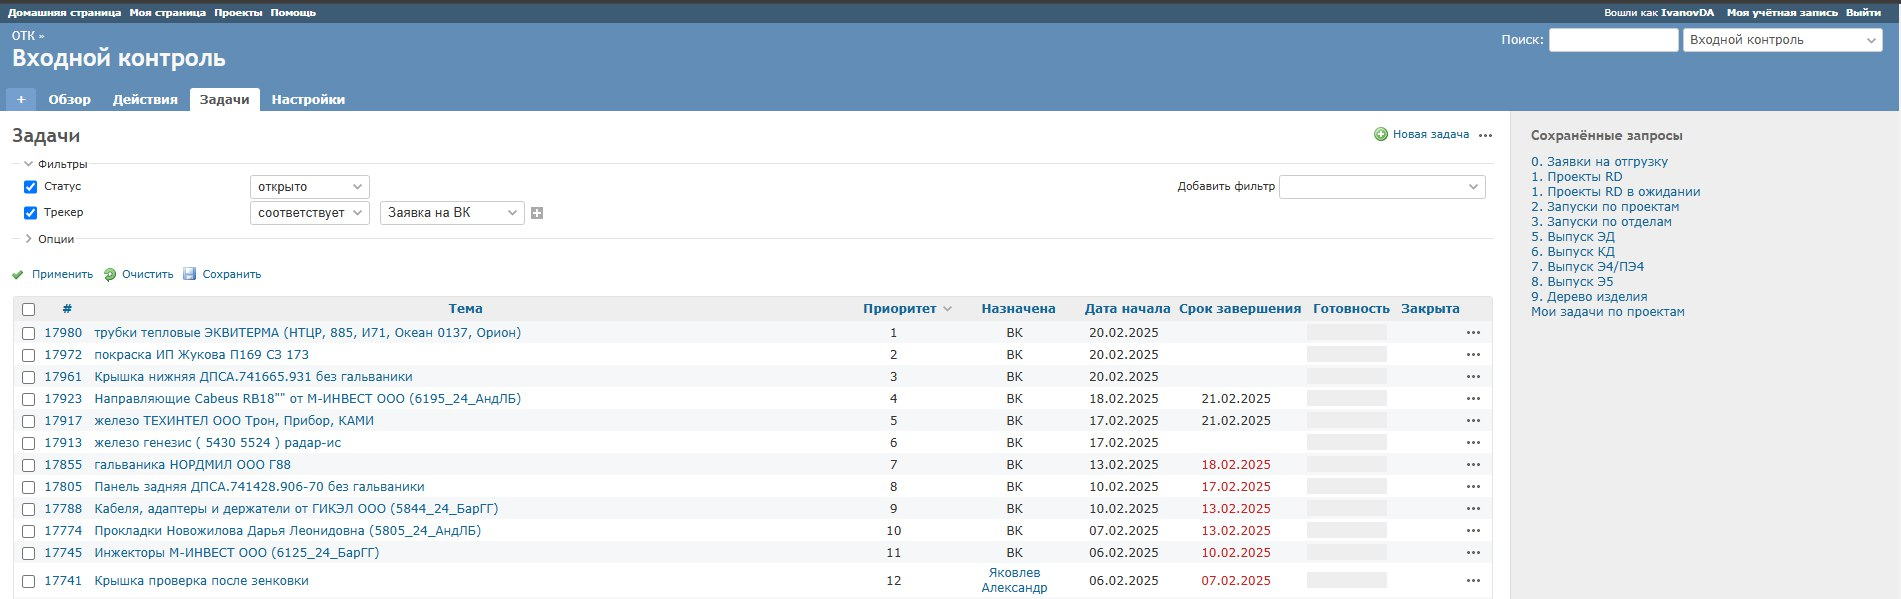 Домашняя страница Моя страница Проекты Помощь Вошли как IvanovDA Моя учётная запись Выйти
ОТК »
Входной контроль
Поиск: Входной контроль
+ Обзор Действия Задачи Настройки
Задачи
Новая задача
Фильтры
Статус открыто Добавить фильтр
Трекер соответствует Заявка на ВК
Опции
Применить Очистить Сохранить
# Тема Приоритет Назначена Дата начала Срок завершения Готовность Закрыта
17980 трубки тепловые ЭКВИТЕРМА (НТЦР, 885, И71, Океан 0137, Орион) 1 ВК 20.02.2025
17972 покраска ИП Жукова П169 СЗ 173 2 ВК 20.02.2025
17961 Крышка нижняя ДПСА.741665.931 без гальваники 3 ВК 20.02.2025
17923 Направляющие Cabeus RB18"" от М-ИНВЕСТ ООО (6195_24_АндЛБ) 4 ВК 18.02.2025 21.02.2025
17917 железо ТЕХИНТЕЛ ООО Трон, Прибор, КАМИ 5 ВК 17.02.2025 21.02.2025
17913 железо генезис ( 5430 5524 ) радар-ис 6 ВК 17.02.2025
17855 гальваника НОРДМИЛ ООО Г88 7 ВК 13.02.2025 18.02.2025
17805 Панель задняя ДПСА.741428.906-70 без гальваники 8 ВК 10.02.2025 17.02.2025
17788 Кабеля, адаптеры и держатели от ГИКЭЛ ООО (5844_24_БарГГ) 9 ВК 10.02.2025 13.02.2025
17774 Прокладки Новожилова Дарья Леонидовна (5805_24_АндЛБ) 10 ВК 07.02.2025 13.02.2025
17745 Инжекторы М-ИНВЕСТ ООО (6125_24_БарГГ) 11 ВК 06.02.2025 10.02.2025
17741 Крышка проверка после зенковки 12 Яковлев Александр 06.02.2025 07.02.2025
Сохранённые запросы
0. Заявки на отгрузку
1. Проекты RD
1. Проекты RD в ожидании
2. Запуски по проектам
3. Запуски по отделам
5. Выпуск ЭД
6. Выпуск КД
7. Выпуск Э4/ПЭ4
8. Выпуск Э5
9. Дерево изделия
Мои задачи по проектам